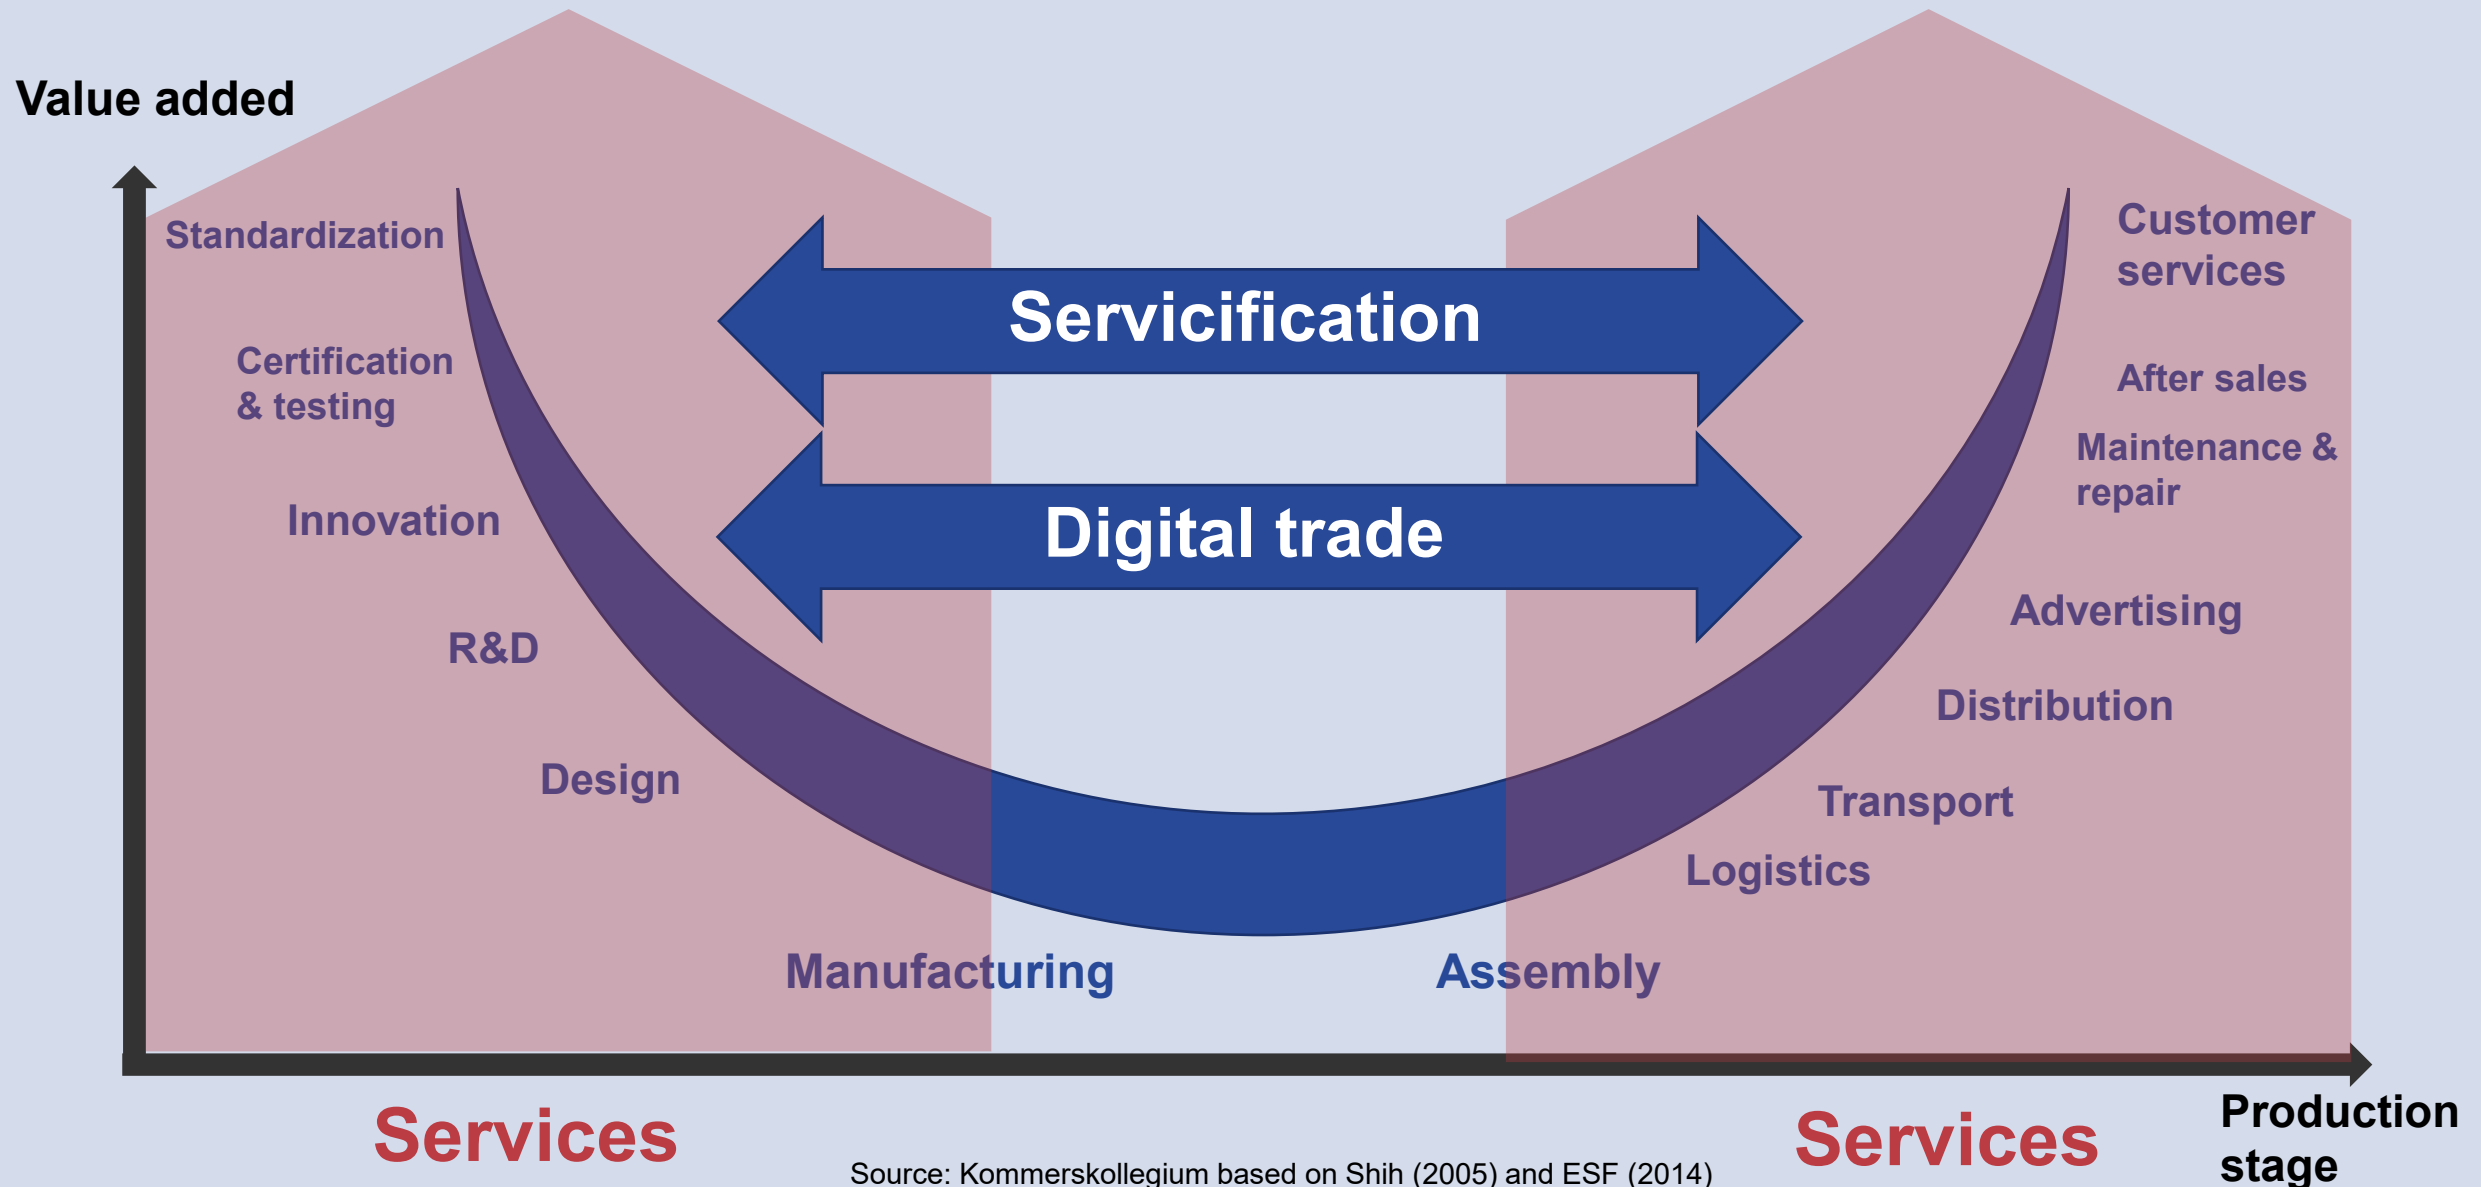 Value added
Standardization
Certification
& testing
Innovation
R&D
Design
Manufacturing
Servicification
Digital trade
Assembly
Customer
services
After sales
Maintenance &
repair
Advertising
Distribution
Transport
Logistics
Services
Services
Production
stage
Source: Kommerskollegium based on Shih (2005) and ESF (2014)